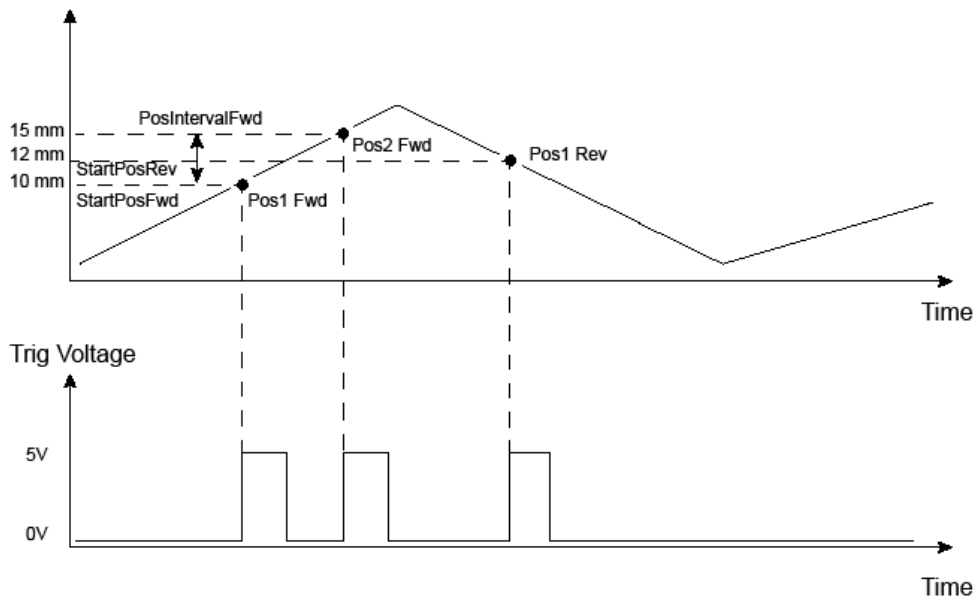 PosIntervalFwd
15 mm
Pos2 Fwd
12 mm
Pos1 Rev
StartPosRev
10 mm
StartPosFwd
Pos1 Fwd
Time
Trig Voltage
5V
0V
Time